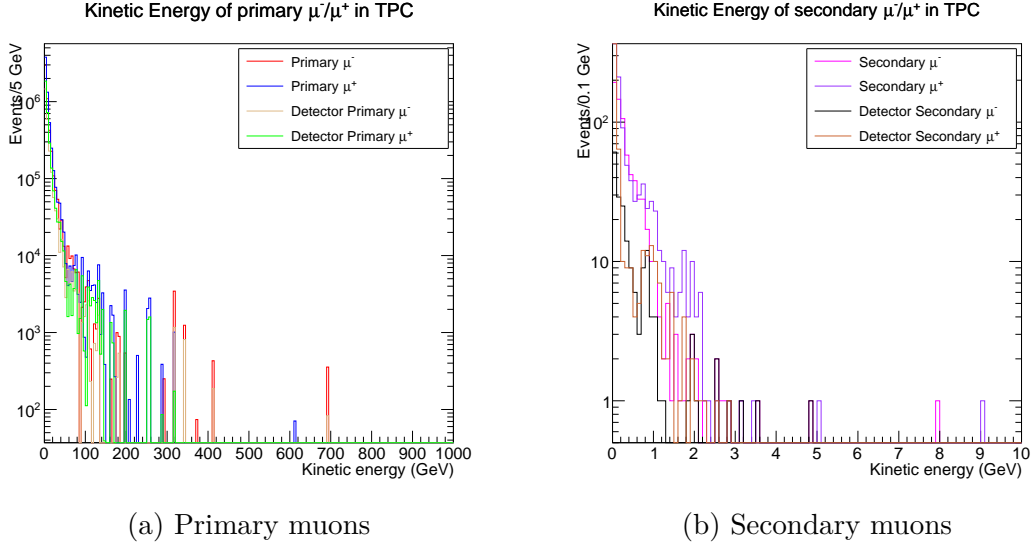 Kinetic Energy of primary μ⁻/μ⁺ in TPC
Events/5 GeV
10⁶
10⁵
10⁴
10³
10²
Primary μ⁻
Primary μ⁺
Detector Primary μ⁻
Detector Primary μ⁺
0 100 200 300 400 500 600 700 800 900 1000
Kinetic energy (GeV)
(a) Primary muons
Kinetic Energy of secondary μ⁻/μ⁺ in TPC
Events/0.1 GeV
10²
10
1
Secondary μ⁻
Secondary μ⁺
Detector Secondary μ⁻
Detector Secondary μ⁺
0 1 2 3 4 5 6 7 8 9 10
Kinetic energy (GeV)
(b) Secondary muons